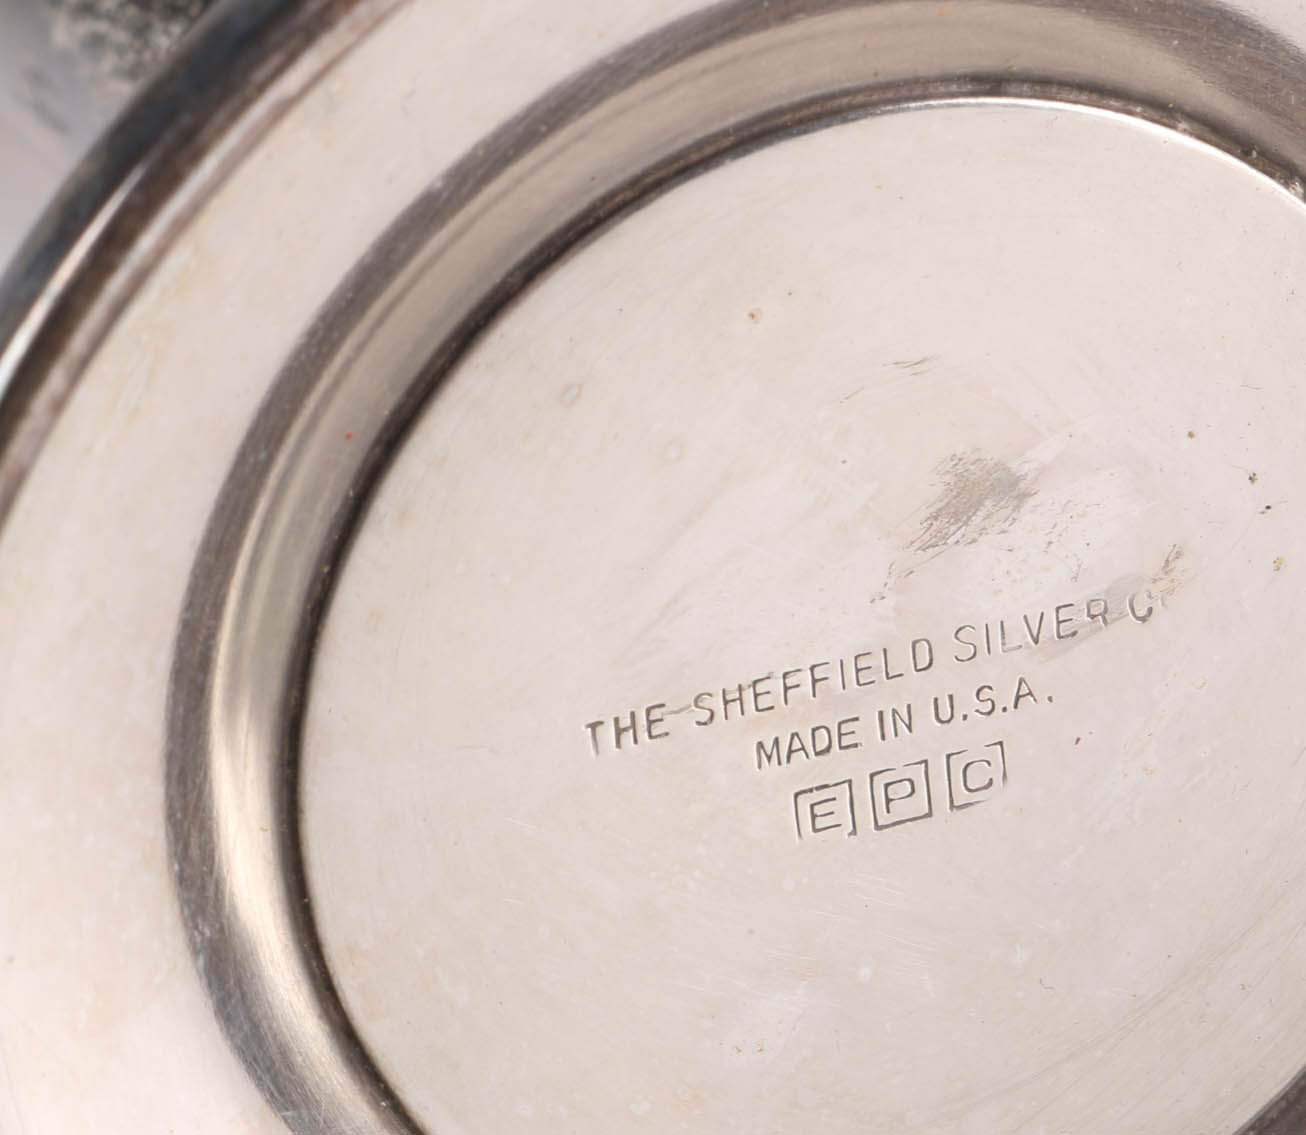 THE SHEFFIELD SILVER Cº
MADE IN U.S.A.
E P C